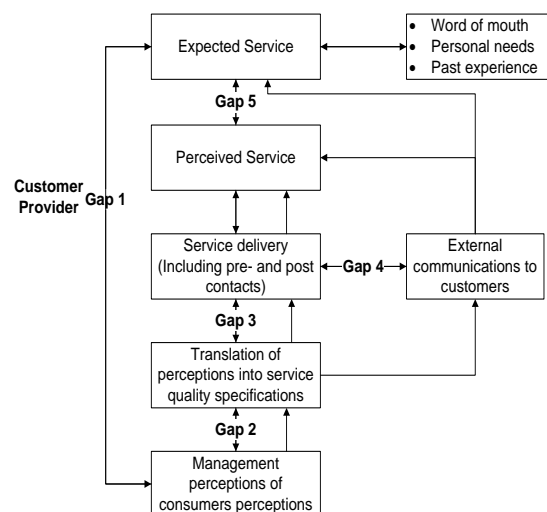 Expected Service
• Word of mouth
• Personal needs
• Past experience
Gap 5
Perceived Service
Customer
Provider
Gap 1
Service delivery
(Including pre- and post
contacts)
Gap 4
External
communications to
customers
Gap 3
Translation of
perceptions into service
quality specifications
Gap 2
Management
perceptions of
consumers perceptions